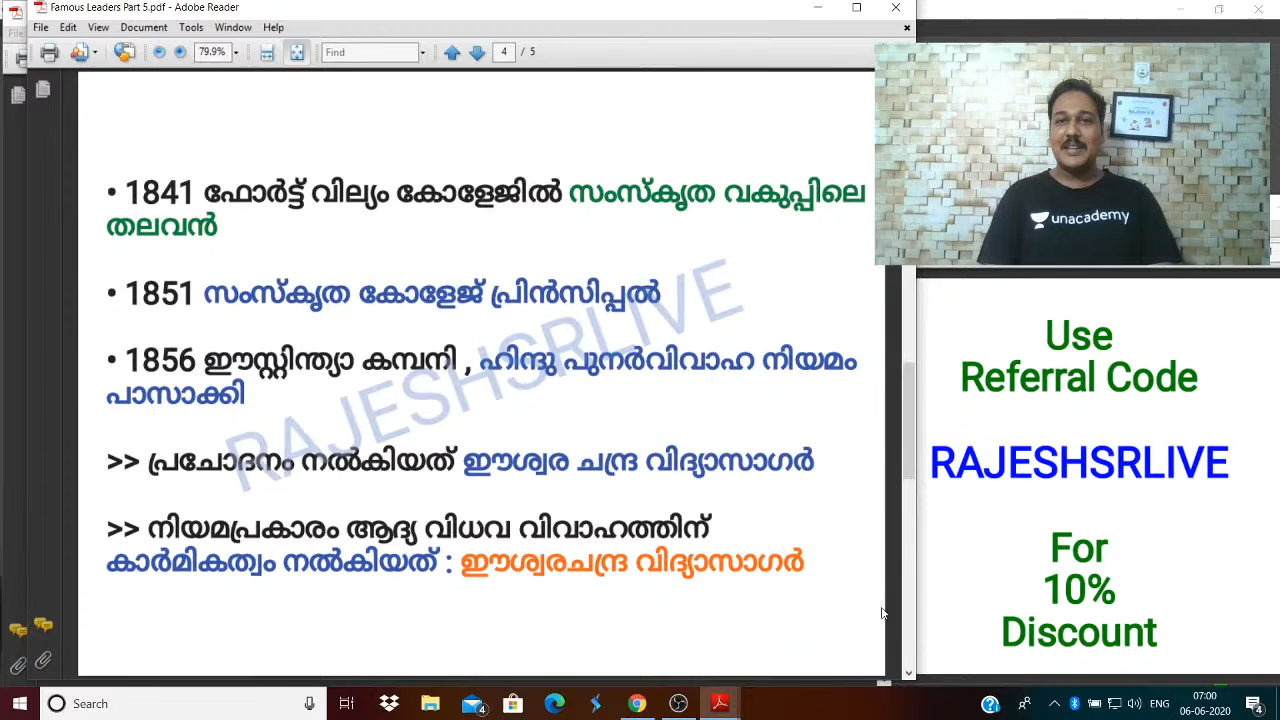 Famous Leaders Part 5.pdf - Adobe Reader
File Edit View Document Tools Window Help
79.9% Find 4 / 5
• 1841 ഫോർട്ട് വില്യം കോളേജിൽ സംസ്കൃത വകുപ്പിലെ
തലവൻ
• 1851 സംസ്കൃത കോളേജ് പ്രിൻസിപ്പൽ
• 1856 ഈസ്റ്റിന്ത്യാ കമ്പനി , ഹിന്ദു പുനർവിവാഹ നിയമം
പാസാക്കി
>> പ്രചോദനം നൽകിയത് ഈശ്വര ചന്ദ്ര വിദ്യാസാഗർ
>> നിയമപ്രകാരം ആദ്യ വിധവ വിവാഹത്തിന്
കാർമികത്വം നൽകിയത് : ഈശ്വരചന്ദ്ര വിദ്യാസാഗർ
RAJESHSRLIVE
unacademy
Use
Referral Code
RAJESHSRLIVE
For
10%
Discount
Search
4
ENG
07:00
06-06-2020
4